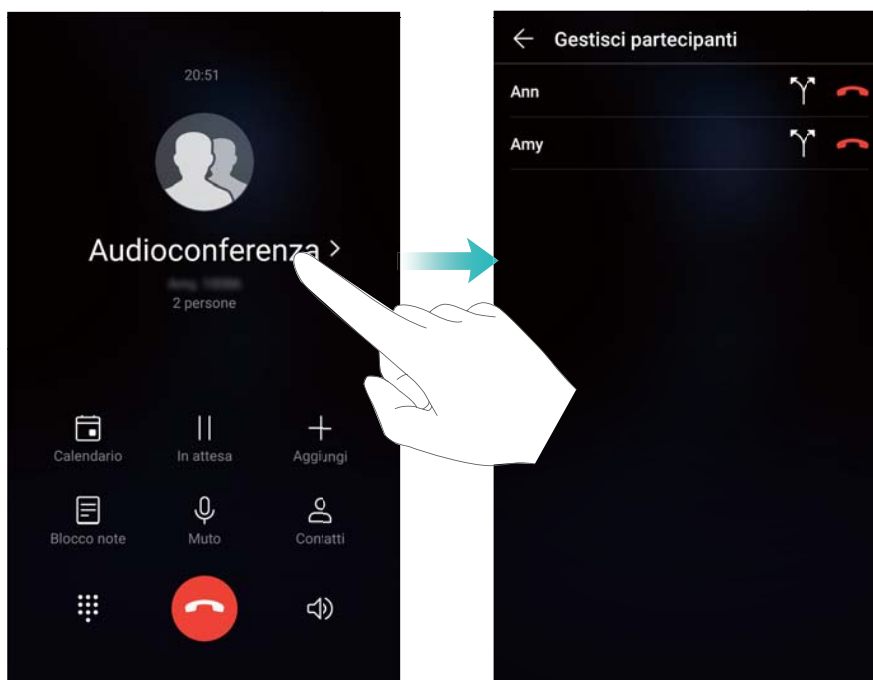 20:51
Audioconferenza >
2 persone
Calendario
In attesa
Aggiungi
Blocco note
Muto
Contatti
Gestisci partecipanti
Ann
Amy